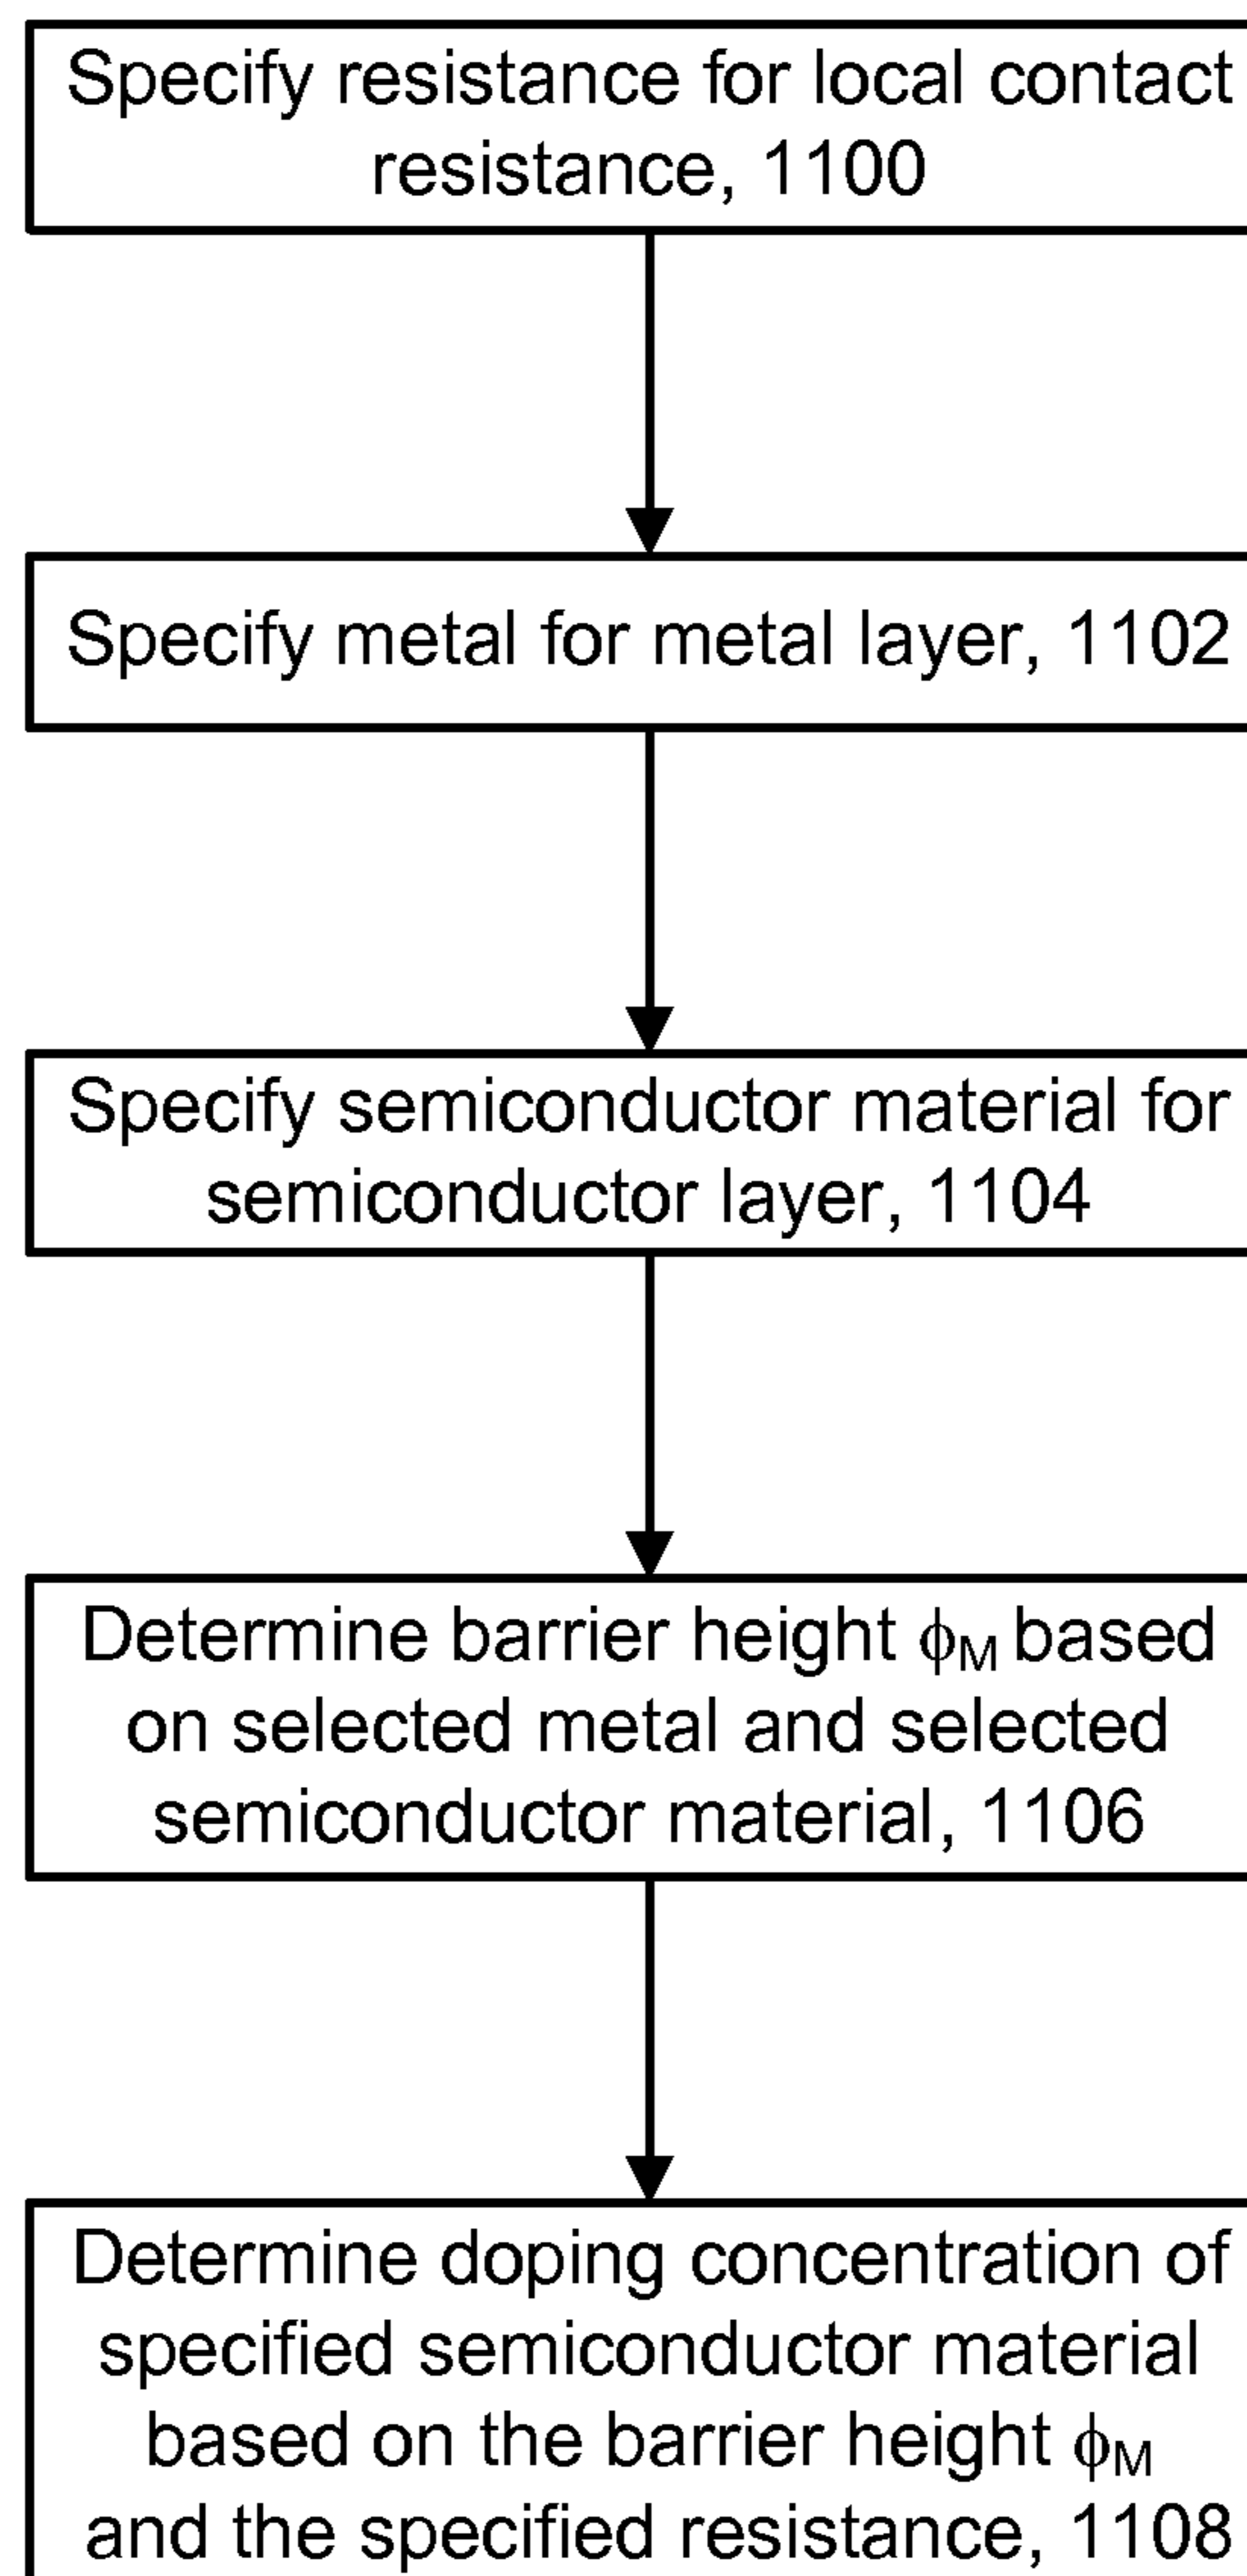 Specify resistance for local contact
resistance, 1100
Specify metal for metal layer, 1102
Specify semiconductor material for
semiconductor layer, 1104
Determine barrier height ϕM based
on selected metal and selected
semiconductor material, 1106
Determine doping concentration of
specified semiconductor material
based on the barrier height ϕM
and the specified resistance, 1108